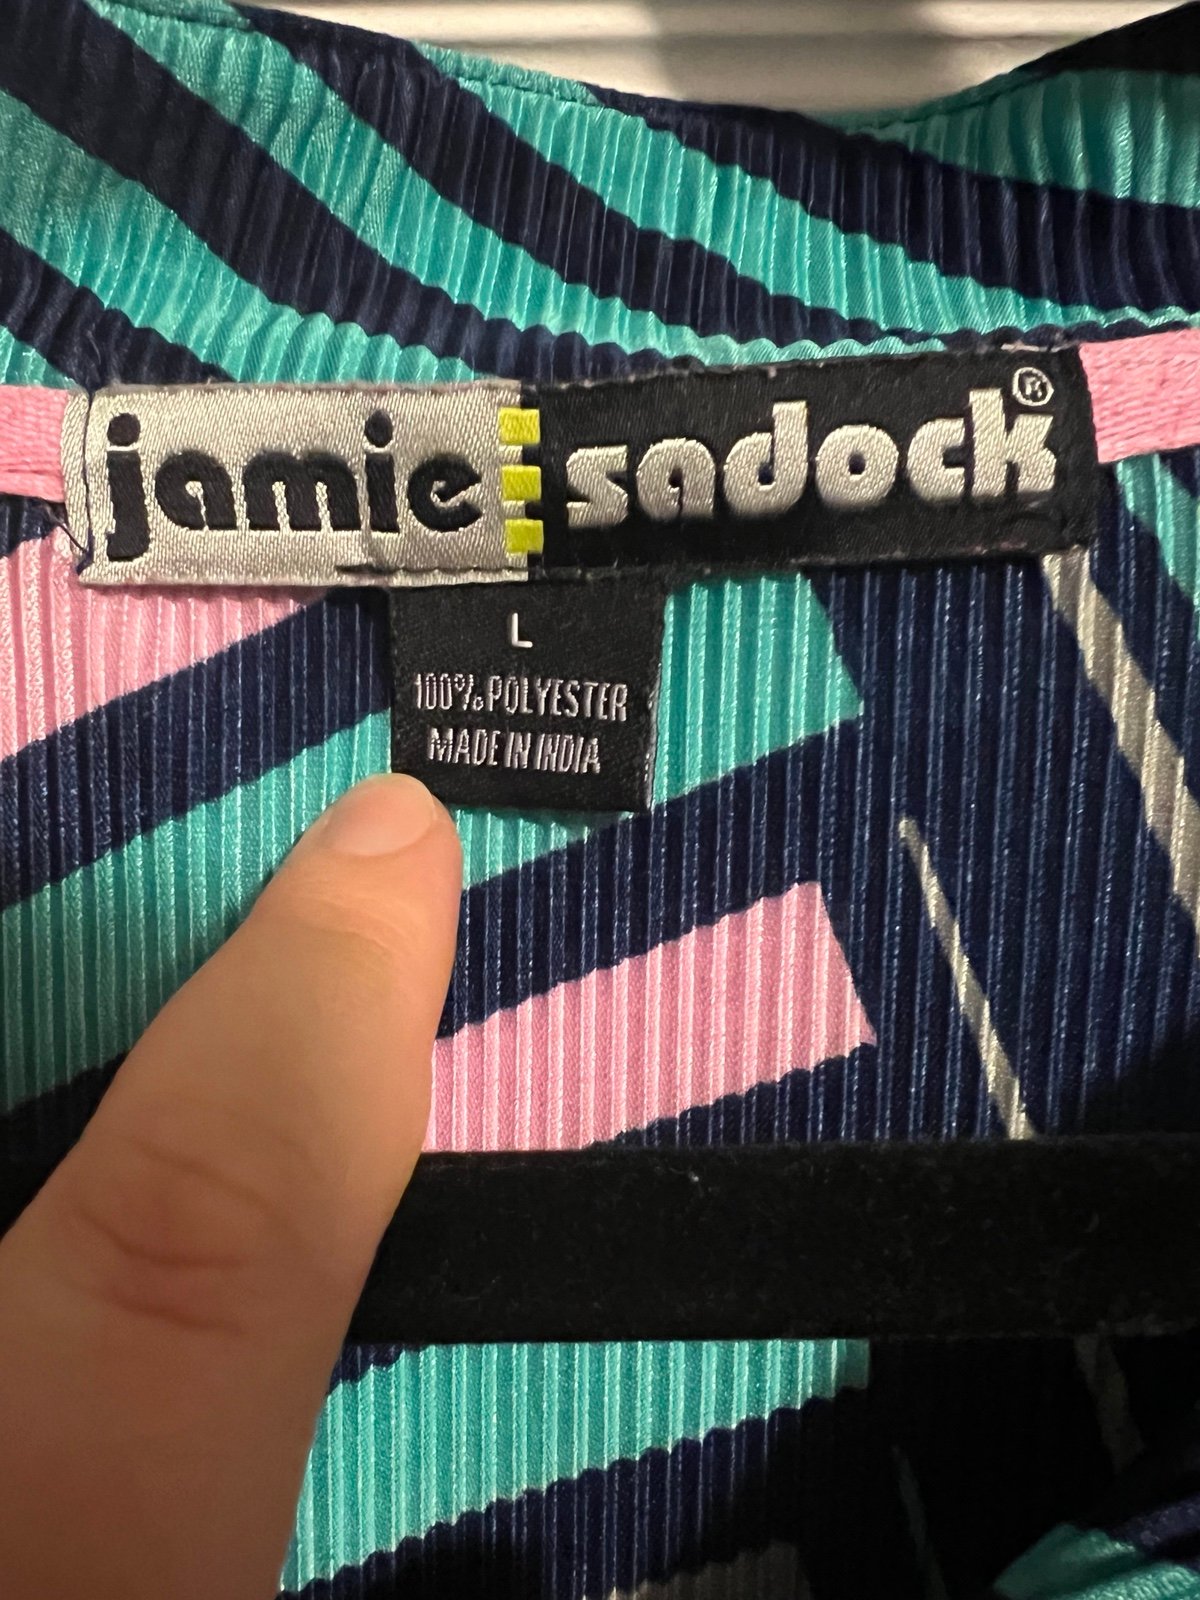 jamie sadock®
L
100% POLYESTER
MADE IN INDIA